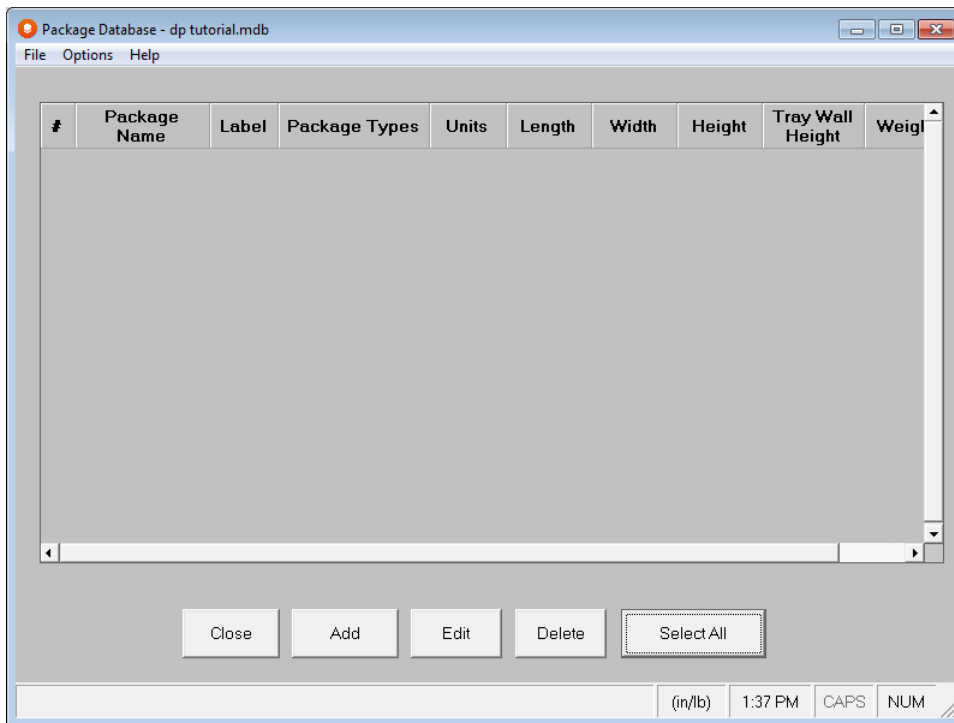 Package Database - dp tutorial.mdb
File Options Help
# Package Name Label Package Types Units Length Width Height Tray Wall Height Weigh
Close Add Edit Delete Select All
(in/lb) 1:37 PM CAPS NUM